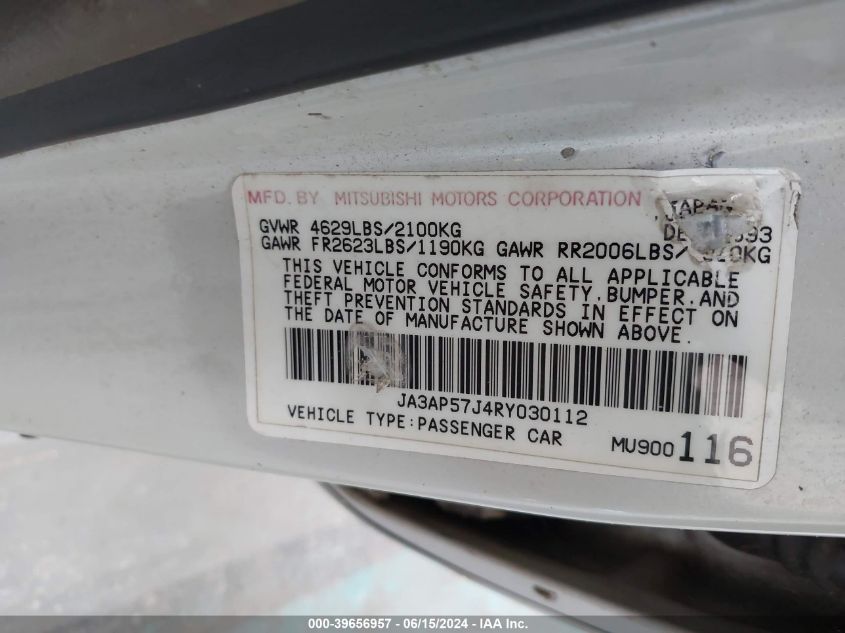 MFD. BY MITSUBISHI MOTORS CORPORATION, JAPAN
GVWR 4629LBS/2100KG
GAWR FR2623LBS/1190KG GAWR RR2006LBS/
THIS VEHICLE CONFORMS TO ALL APPLICABLE
FEDERAL MOTOR VEHICLE SAFETY, BUMPER, AND
THEFT PREVENTION STANDARDS IN EFFECT ON
THE DATE OF MANUFACTURE SHOWN ABOVE.
JA3AP57J4RY030112
VEHICLE TYPE:PASSENGER CAR MU900 116
000-39656957 - 06/15/2024 - IAA Inc.